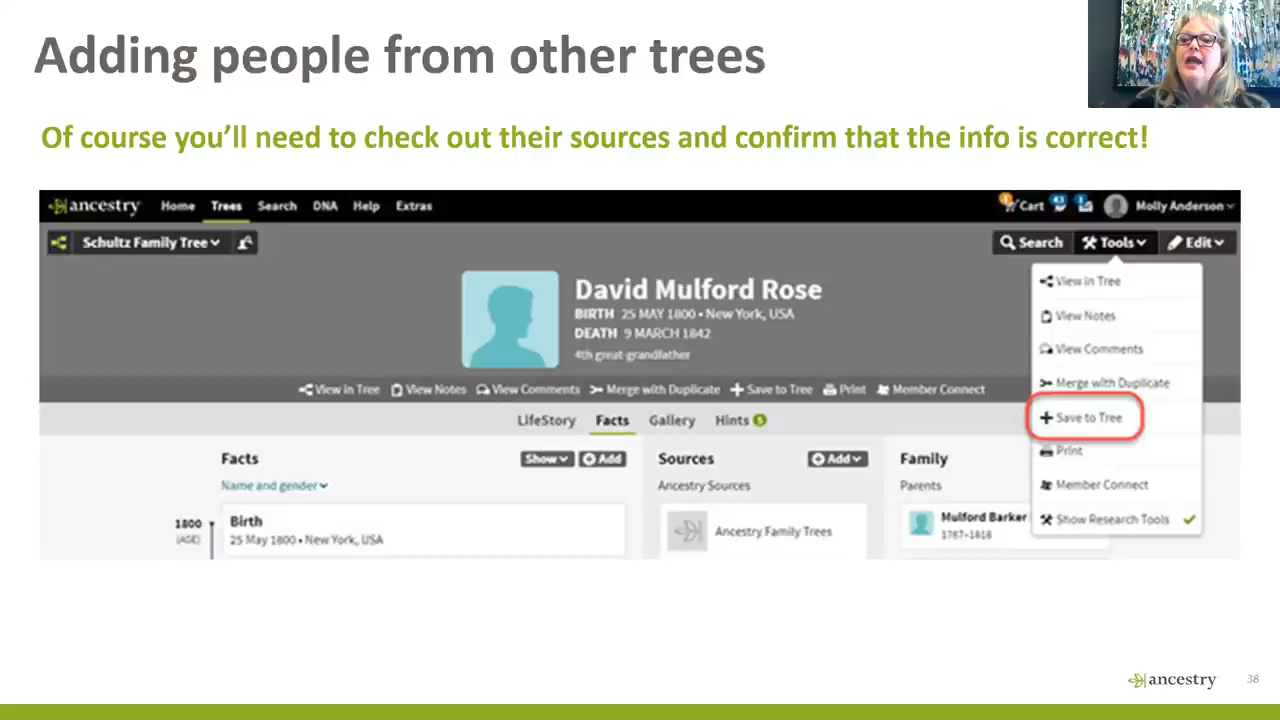 Adding people from other trees
Of course you'll need to check out their sources and confirm that the info is correct!
ancestry Home Trees Search DNA Help Extras Cart Molly Anderson
Schultz Family Tree Search Tools Edit
David Mulford Rose
BIRTH 25 MAY 1800 • New York, USA
DEATH 9 MARCH 1842
4th great-grandfather
View in Tree View Notes View Comments Merge with Duplicate Save to Tree Print Member Connect
View in Tree
View Notes
View Comments
Merge with Duplicate
Save to Tree
Print
Member Connect
Show Research Tools
LifeStory Facts Gallery Hints 5
Facts Show Add
Name and gender
1800
(AGE)
Birth
25 May 1800 • New York, USA
Sources Add
Ancestry Sources
Ancestry Family Trees
Family
Parents
Mulford Barker
1767–1818
ancestry 38